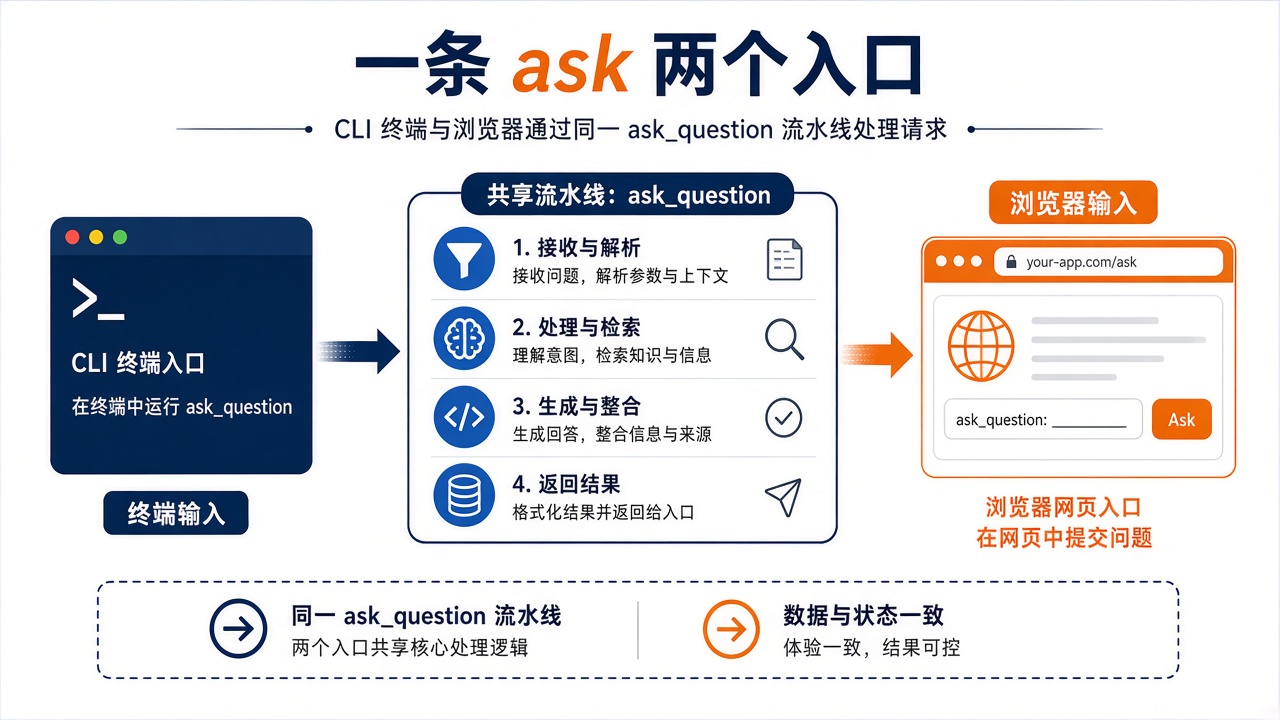 一条 ask 两个入口
CLI 终端与浏览器通过同一 ask_question 流水线处理请求
>_
CLI 终端入口
在终端中运行 ask_question
终端输入
共享流水线：ask_question
1. 接收与解析
接收问题，解析参数与上下文
2. 处理与检索
理解意图，检索知识与信息
</>
3. 生成与整合
生成回答，整合信息与来源
4. 返回结果
格式化结果并返回给入口
浏览器输入
your-app.com/ask
ask_question: __________
Ask
浏览器网页入口
在网页中提交问题
同一 ask_question 流水线
两个入口共享核心处理逻辑
数据与状态一致
体验一致，结果可控